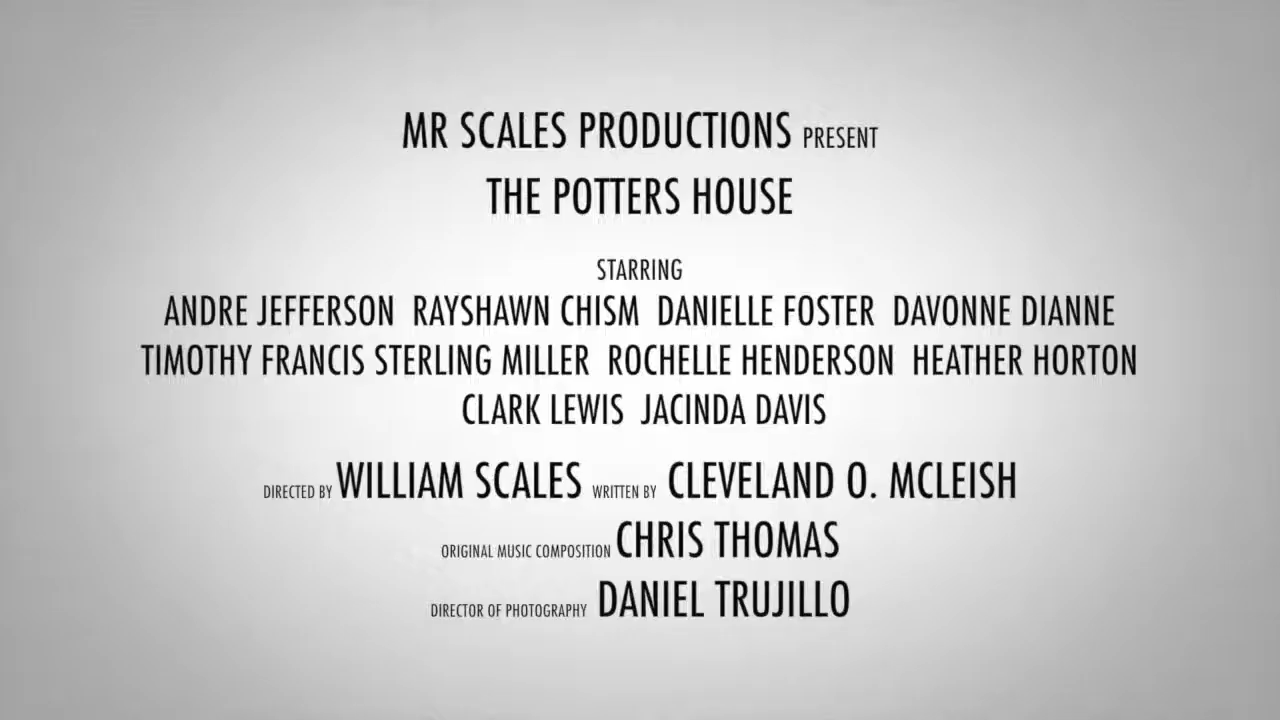 MR SCALES PRODUCTIONS PRESENT
THE POTTERS HOUSE
STARRING
ANDRE JEFFERSON RAYSHAWN CHISM DANIELLE FOSTER DAVONNE DIANNE
TIMOTHY FRANCIS STERLING MILLER ROCHELLE HENDERSON HEATHER HORTON
CLARK LEWIS JACINDA DAVIS
DIRECTED BY WILLIAM SCALES WRITTEN BY CLEVELAND O. MCLEISH
ORIGINAL MUSIC COMPOSITION CHRIS THOMAS
DIRECTOR OF PHOTOGRAPHY DANIEL TRUJILLO